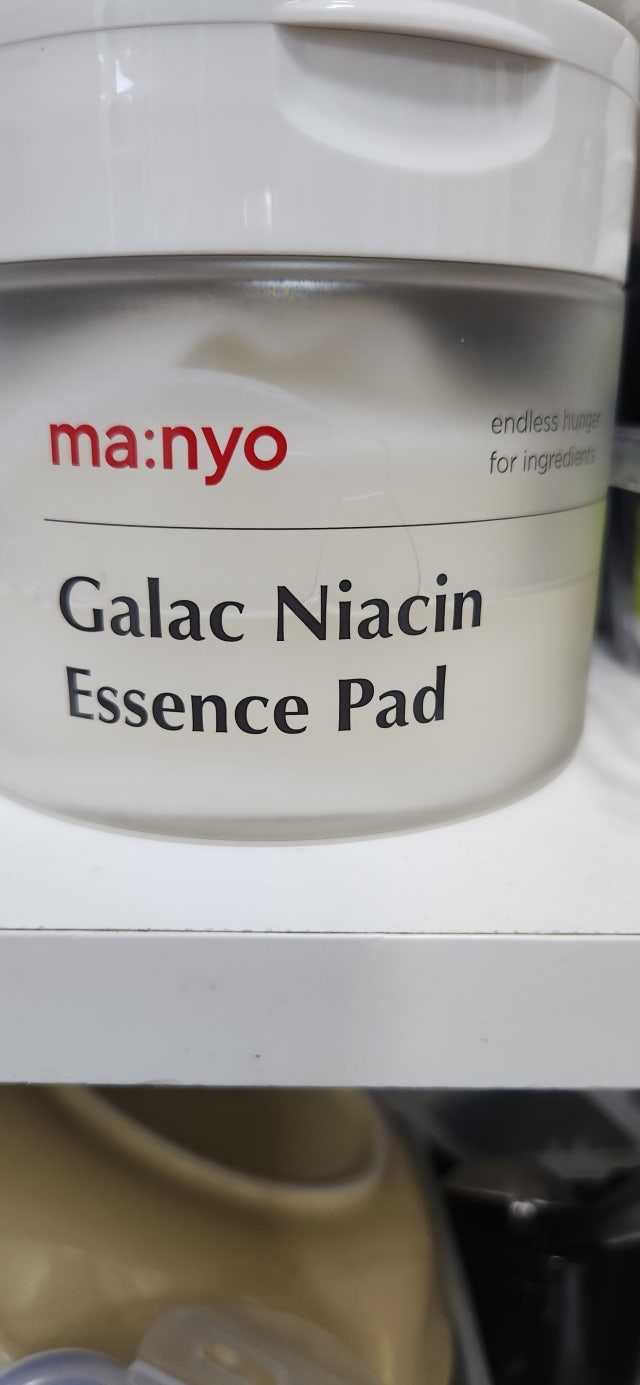 ma:nyo
endless hunger
for ingredients
Galac Niacin
Essence Pad